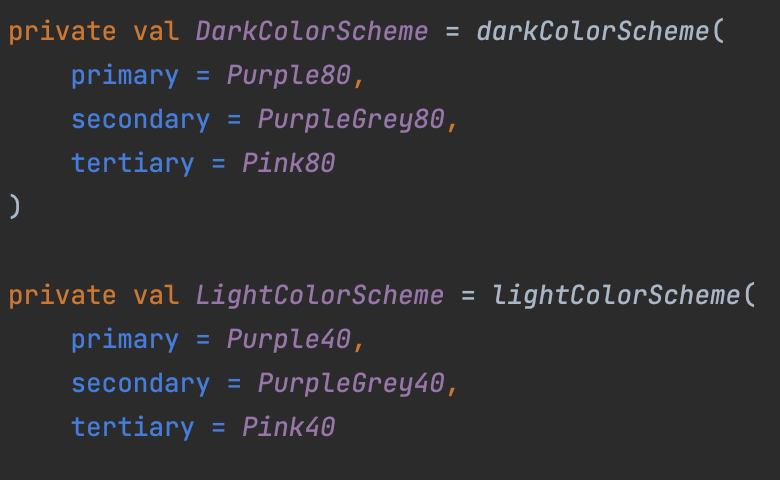 private val DarkColorScheme = darkColorScheme(
    primary = Purple80,
    secondary = PurpleGrey80,
    tertiary = Pink80
)
private val LightColorScheme = lightColorScheme(
    primary = Purple40,
    secondary = PurpleGrey40,
    tertiary = Pink40